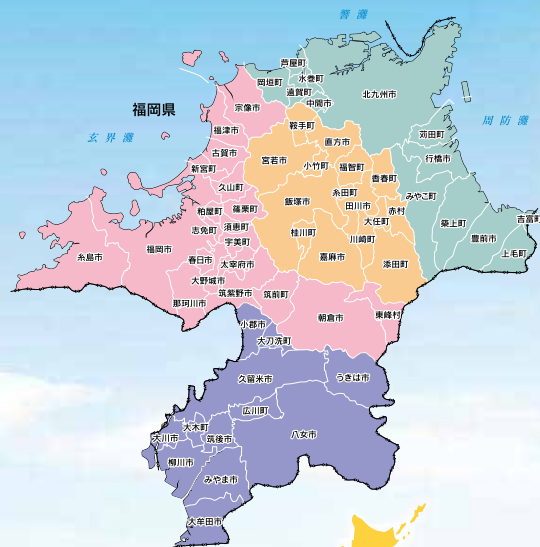 響灘
芦屋町
岡垣町
水巻町
遠賀町
中間市
北九州市
福岡県
宗像市
鞍手町
周防灘
玄界灘
福津市
直方市
苅田町
古賀市
宮若市
小竹町
福智町
行橋市
新宮町
香春町
久山町
糸田町
みやこ町
飯塚市
田川市
粕屋町
篠栗町
赤村
大任町
吉富町
志免町
須恵町
桂川町
川崎町
築上町
宇美町
豊前市
福岡市
糸島市
春日市
太宰府市
嘉麻市
添田町
上毛町
大野城市
筑紫野市
筑前町
那珂川市
朝倉市
東峰村
小郡市
大刀洗町
久留米市
うきは市
広川町
大木町
大川市
筑後市
八女市
柳川市
みやま市
大牟田市